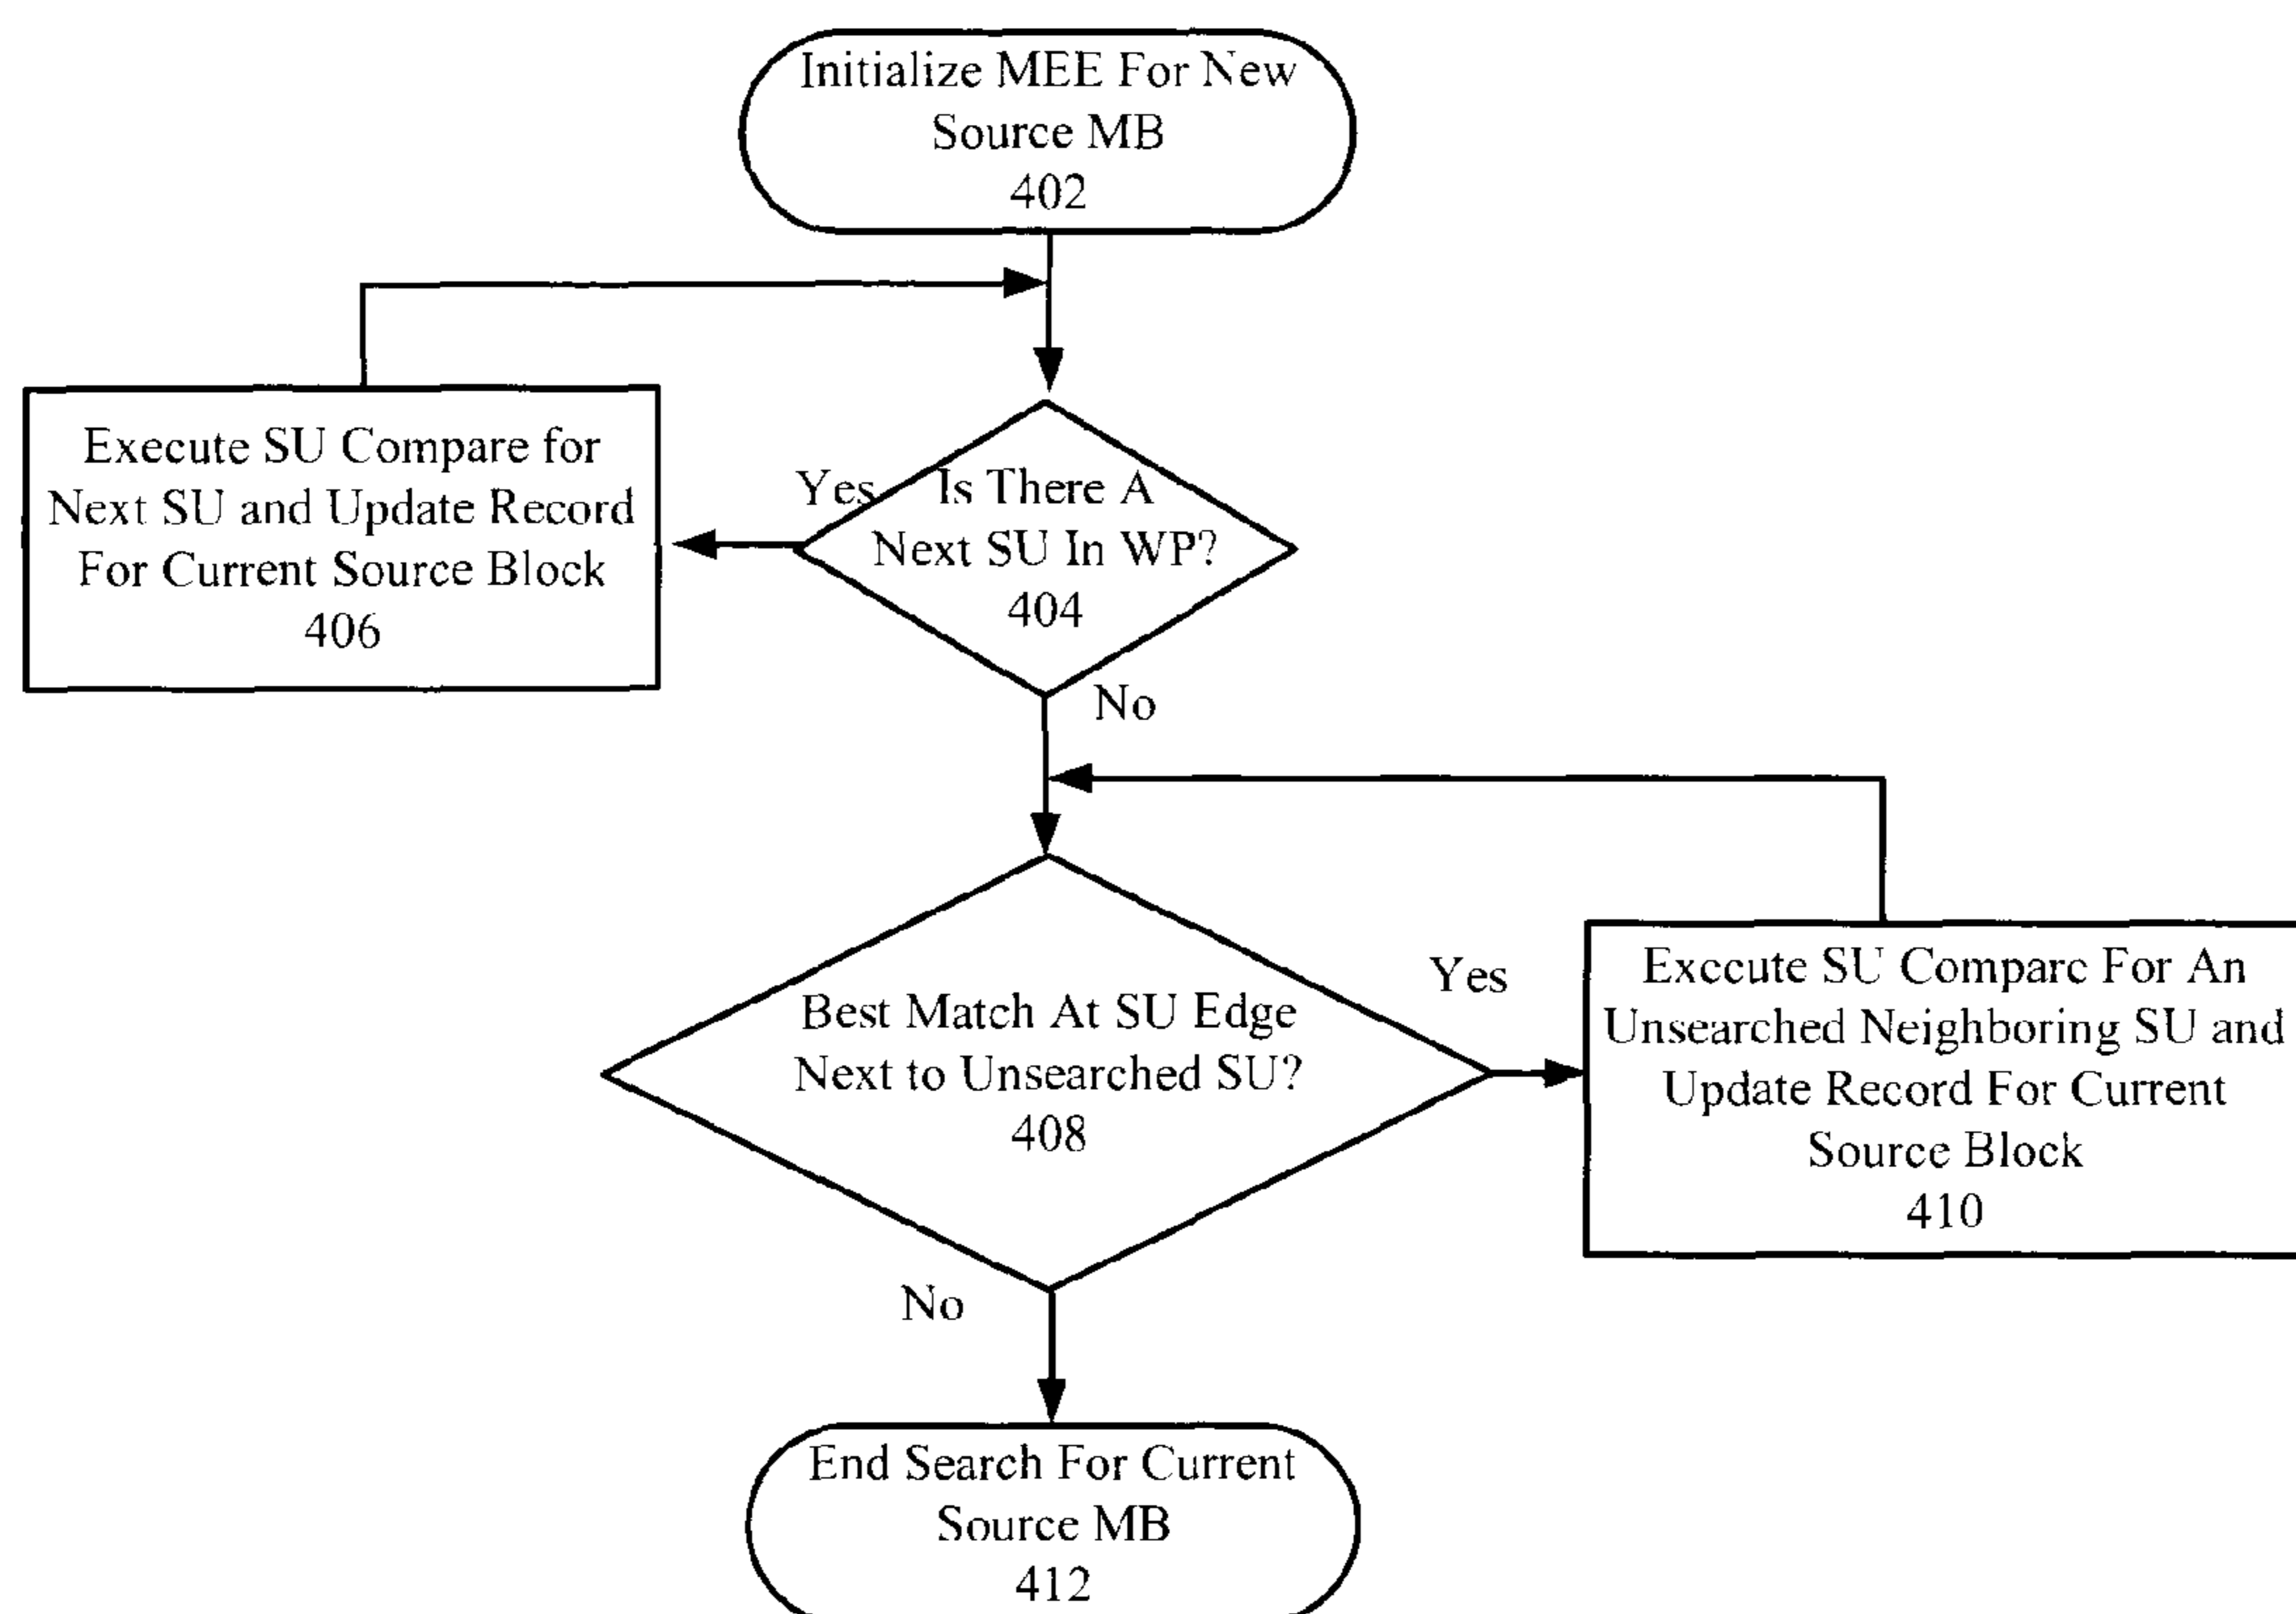 Initialize MEE For New
Source MB
402
Execute SU Compare for
Next SU and Update Record
For Current Source Block
406
Yes
Is There A
Next SU In WP?
404
No
Best Match At SU Edge
Next to Unsearched SU?
408
Yes
Execute SU Compare For An
Unsearched Neighboring SU and
Update Record For Current
Source Block
410
No
End Search For Current
Source MB
412